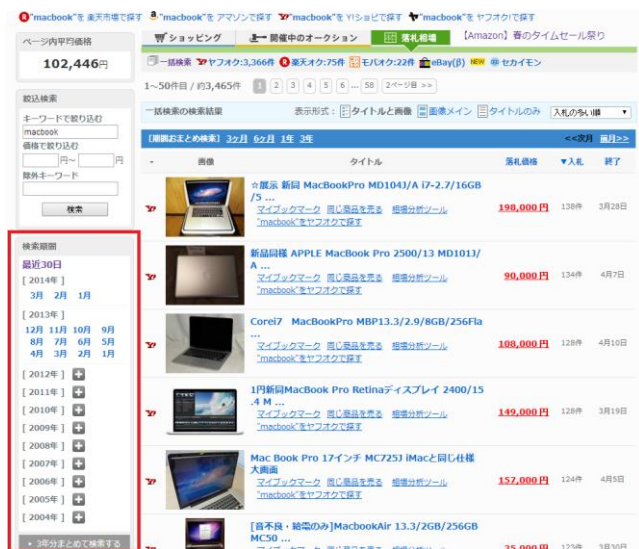 "macbook"を 楽天市場で探す "macbook"を アマゾンで探す "macbook"を Y!ショピで探す "macbook"を ヤフオク!で探す
ページ内平均価格
102,446円
ショッピング 開催中のオークション 落札相場 【Amazon】春のタイムセール祭り
一括検索 ヤフオク:3,366件 楽天オク:75件 モバオク:22件 eBay(β) NEW セカイモン
1～50件目 / 約3,465件 1 2 3 4 5 6 ... 58 2ページ目 >>
一括検索の検索結果 表示形式: タイトルと画像 画像メイン タイトルのみ 入札の多い順
絞込検索
キーワードで絞り込む
macbook
価格で絞り込む
円～ 円
除外キーワード
検索
【期間おまとめ検索】 3ヶ月 6ヶ月 1年 3年 <<次月 前月>>
- 画像 タイトル 落札価格 ▼入札 終了
☆展示 新同 MacBookPro MD104J/A i7-2.7/16GB
/5 ...
マイブックマーク 同じ商品を売る 相場分析ツール
"macbook"をヤフオクで探す
198,000円 138件 3月28日
新品同様 APPLE MacBook Pro 2500/13 MD101J/
A ...
マイブックマーク 同じ商品を売る 相場分析ツール
"macbook"をヤフオクで探す
90,000円 134件 4月7日
Corei7 MacBookPro MBP13.3/2.9/8GB/256Fla
...
マイブックマーク 同じ商品を売る 相場分析ツール
"macbook"をヤフオクで探す
108,000円 128件 4月10日
1円新同MacBook Pro Retinaディスプレイ 2400/15
.4 M ...
マイブックマーク 同じ商品を売る 相場分析ツール
"macbook"をヤフオクで探す
149,000円 128件 3月19日
Mac Book Pro 17インチ MC725J iMacと同じ仕様
大画面
マイブックマーク 同じ商品を売る 相場分析ツール
"macbook"をヤフオクで探す
157,000円 124件 4月5日
[音不良・給電のみ]MacbookAir 13.3/2GB/256GB
MC50 ...
マイブックマーク 同じ商品を売る 相場分析ツール
35,000円 123件 3月30日
検索期間
最近30日
[ 2014年 ]
3月 2月 1月
[ 2013年 ]
12月 11月 10月 9月
8月 7月 6月 5月
4月 3月 2月 1月
[ 2012年 ]
[ 2011年 ]
[ 2010年 ]
[ 2009年 ]
[ 2008年 ]
[ 2007年 ]
[ 2006年 ]
[ 2005年 ]
[ 2004年 ]
3年分まとめて検索する